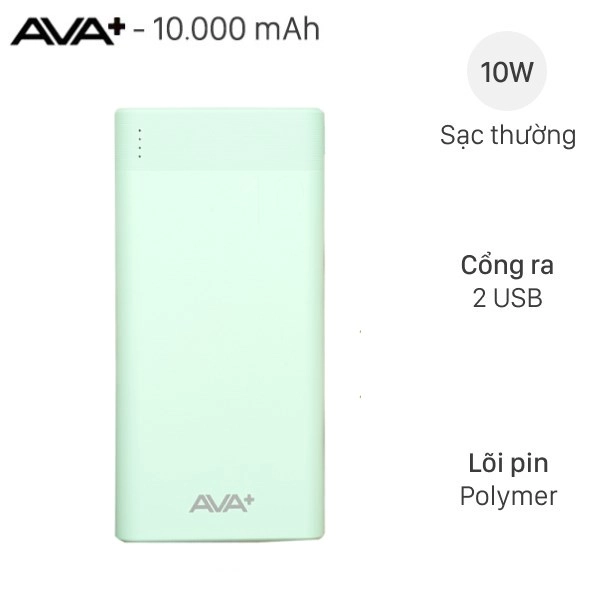 AVA+ - 10.000 mAh
10W
Sạc thường
Cổng ra
2 USB
Lõi pin
Polymer
AVA+